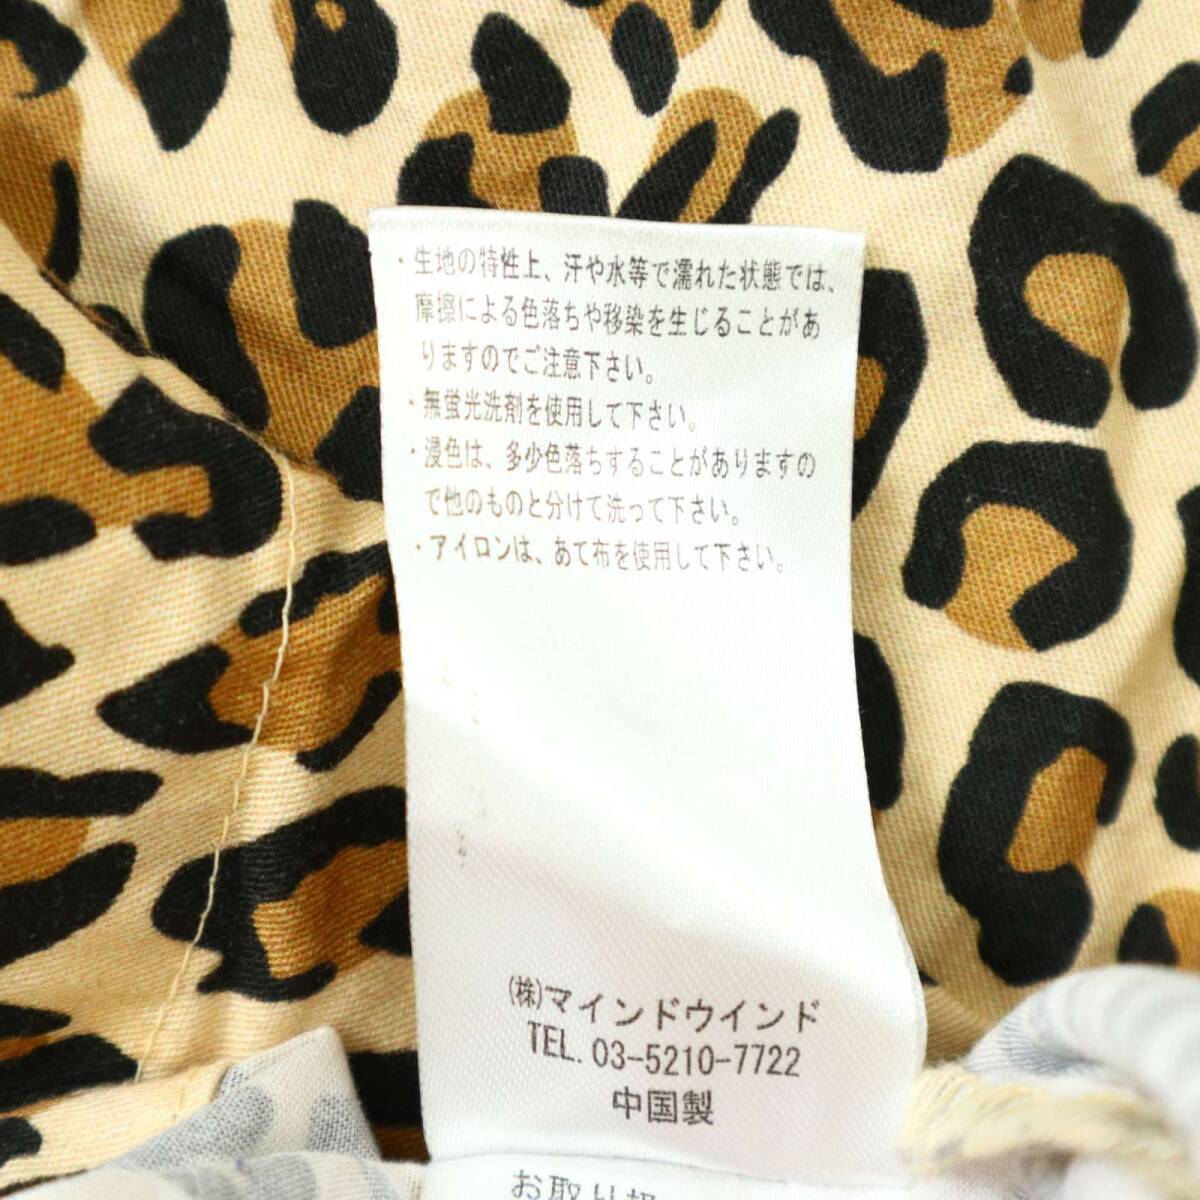 ・生地の特性上、汗や水等で濡れた状態では、
摩擦による色落ちや移染を生じることがあ
りますのでご注意下さい。
・無蛍光洗剤を使用して下さい。
・浸色は、多少色落ちすることがありますの
で他のものと分けて洗って下さい。
・アイロンは、あて布を使用して下さい。
(株)マインドウインド
TEL. 03-5210-7722
中国製
お取り扱